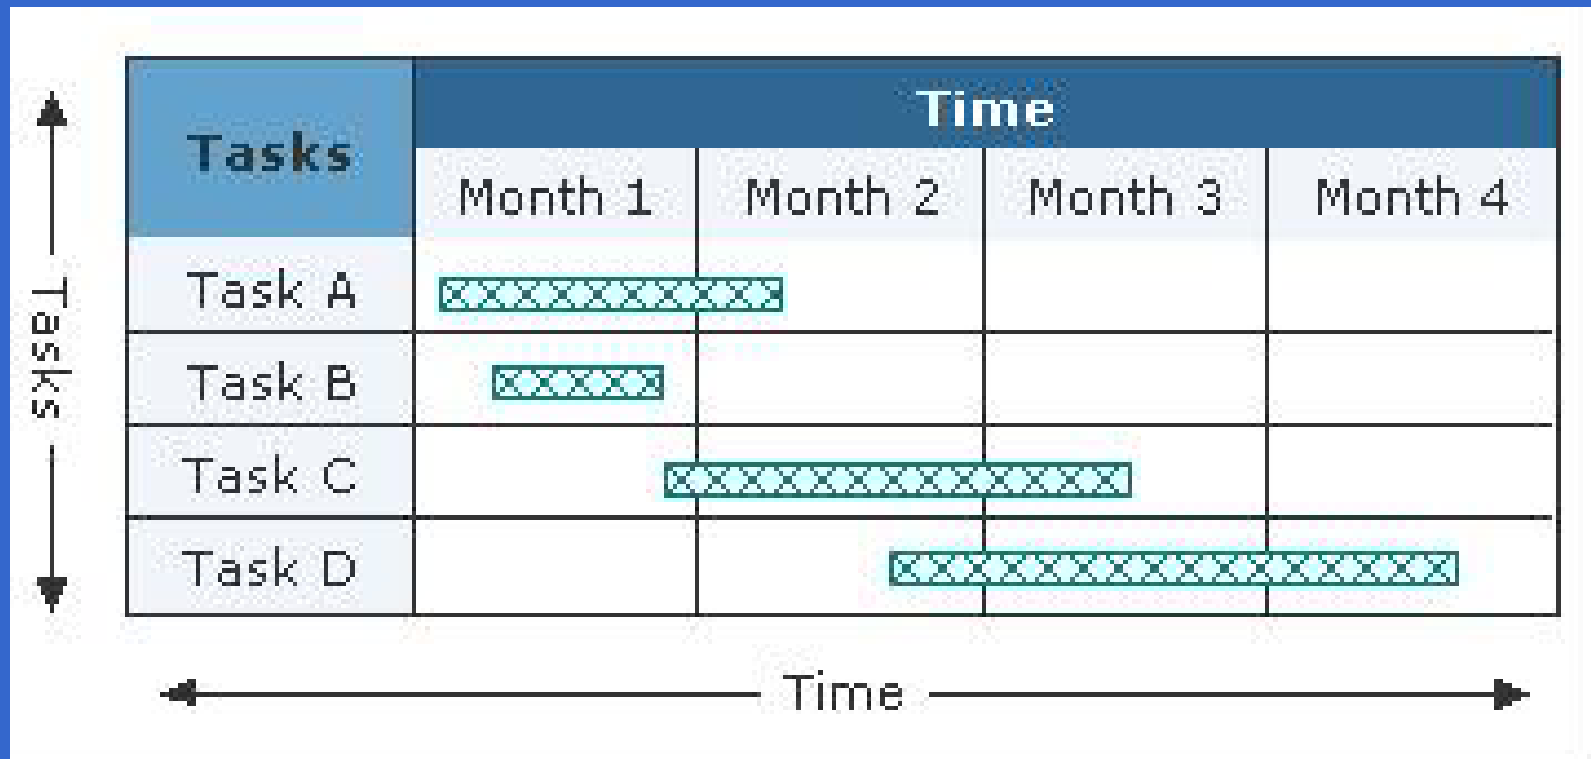 Tasks
Time
Month 1 Month 2 Month 3 Month 4
Task A
Task B
Task C
Task D
Tasks
Time